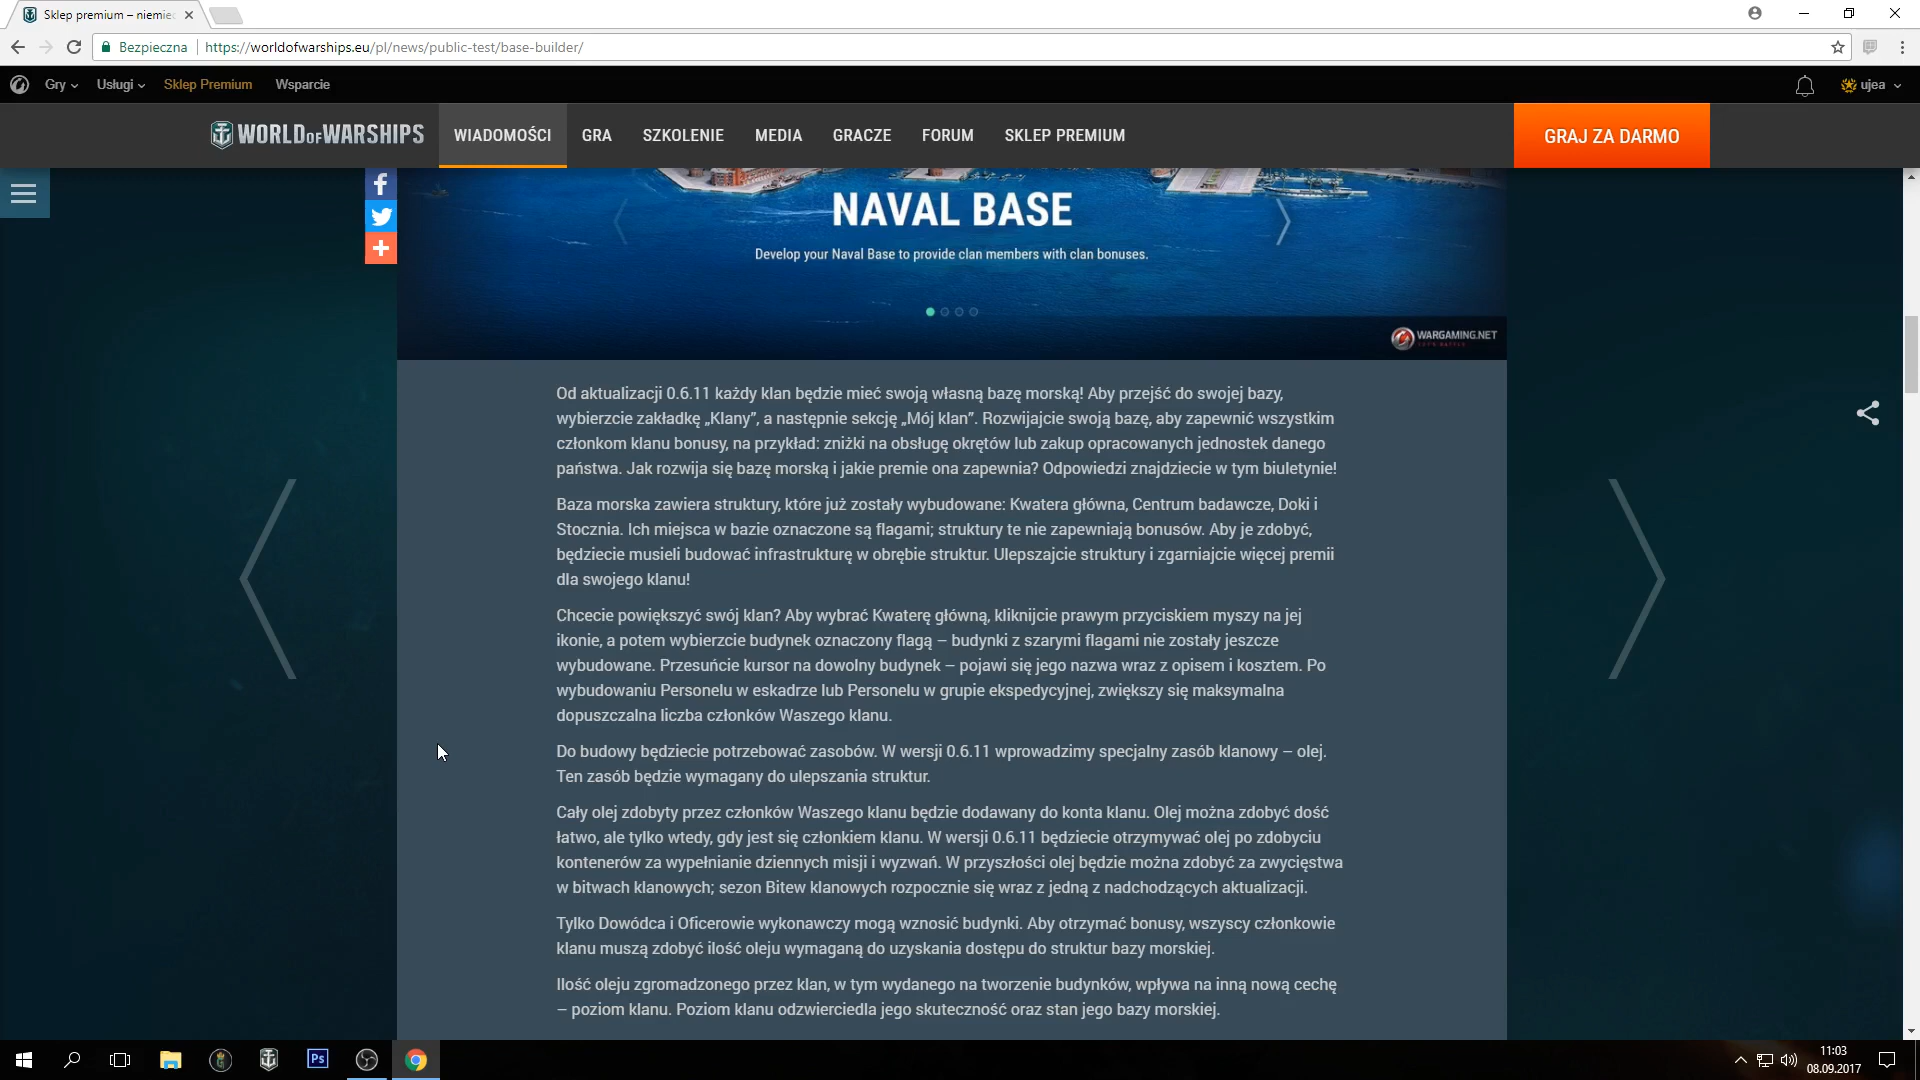 Sklep premium – niemiec
Bezpieczna
https://worldofwarships.eu/pl/news/public-test/base-builder/
Gry
Usługi
Sklep Premium
Wsparcie
ujea
WORLD OF WARSHIPS
WIADOMOŚCI
GRA
SZKOLENIE
MEDIA
GRACZE
FORUM
SKLEP PREMIUM
GRAJ ZA DARMO
NAVAL BASE
Develop your Naval Base to provide clan members with clan bonuses.
WARGAMING.NET
LET'S BATTLE
Od aktualizacji 0.6.11 każdy klan będzie mieć swoją własną bazę morską! Aby przejść do swojej bazy,
wybierzcie zakładkę „Klany”, a następnie sekcję „Mój klan”. Rozwijajcie swoją bazę, aby zapewnić wszystkim
członkom klanu bonusy, na przykład: zniżki na obsługę okrętów lub zakup opracowanych jednostek danego
państwa. Jak rozwija się bazę morską i jakie premie ona zapewnia? Odpowiedzi znajdziecie w tym biuletynie!
Baza morska zawiera struktury, które już zostały wybudowane: Kwatera główna, Centrum badawcze, Doki i
Stocznia. Ich miejsca w bazie oznaczone są flagami; struktury te nie zapewniają bonusów. Aby je zdobyć,
będziecie musieli budować infrastrukturę w obrębie struktur. Ulepszajcie struktury i zgarniajcie więcej premii
dla swojego klanu!
Chcecie powiększyć swój klan? Aby wybrać Kwaterę główną, kliknijcie prawym przyciskiem myszy na jej
ikonie, a potem wybierzcie budynek oznaczony flagą – budynki z szarymi flagami nie zostały jeszcze
wybudowane. Przesuńcie kursor na dowolny budynek – pojawi się jego nazwa wraz z opisem i kosztem. Po
wybudowaniu Personelu w eskadrze lub Personelu w grupie ekspedycyjnej, zwiększy się maksymalna
dopuszczalna liczba członków Waszego klanu.
Do budowy będziecie potrzebować zasobów. W wersji 0.6.11 wprowadzimy specjalny zasób klanowy – olej.
Ten zasób będzie wymagany do ulepszania struktur.
Cały olej zdobyty przez członków Waszego klanu będzie dodawany do konta klanu. Olej można zdobyć dość
łatwo, ale tylko wtedy, gdy jest się członkiem klanu. W wersji 0.6.11 będziecie otrzymywać olej po zdobyciu
kontenerów za wypełnianie dziennych misji i wyzwań. W przyszłości olej będzie można zdobyć za zwycięstwa
w bitwach klanowych; sezon Bitew klanowych rozpocznie się wraz z jedną z nadchodzących aktualizacji.
Tylko Dowódca i Oficerowie wykonawczy mogą wznosić budynki. Aby otrzymać bonusy, wszyscy członkowie
klanu muszą zdobyć ilość oleju wymaganą do uzyskania dostępu do struktur bazy morskiej.
Ilość oleju zgromadzonego przez klan, w tym wydanego na tworzenie budynków, wpływa na inną nową cechę
– poziom klanu. Poziom klanu odzwierciedla jego skuteczność oraz stan jego bazy morskiej.
Ps
11:03
08.09.2017